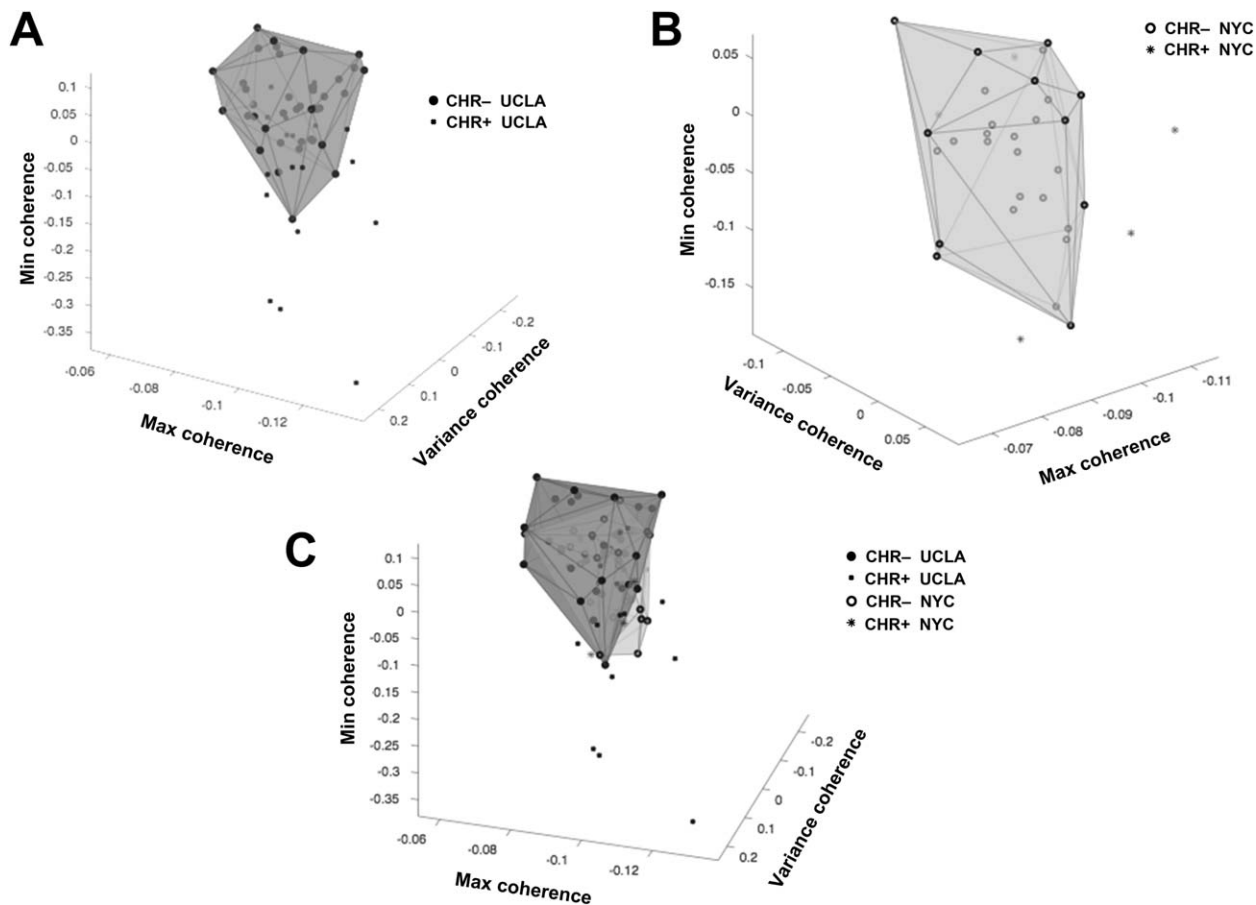 A
0.1
0.05
0
-0.05
-0.1
-0.15
-0.2
-0.25
-0.3
-0.35
Min coherence
-0.06
-0.08
-0.1
-0.12
Max coherence
-0.2
-0.1
0
0.1
0.2
Variance coherence
CHR– UCLA
CHR+ UCLA
B
0.05
0
-0.05
-0.1
-0.15
Min coherence
-0.1
-0.05
0
0.05
Variance coherence
-0.11
-0.1
-0.09
-0.08
-0.07
Max coherence
CHR– NYC
CHR+ NYC
C
0.1
0.05
0
-0.05
-0.1
-0.15
-0.2
-0.25
-0.3
-0.35
Min coherence
-0.06
-0.08
-0.1
-0.12
Max coherence
-0.2
-0.1
0
0.1
0.2
Variance coherence
CHR– UCLA
CHR+ UCLA
CHR– NYC
CHR+ NYC